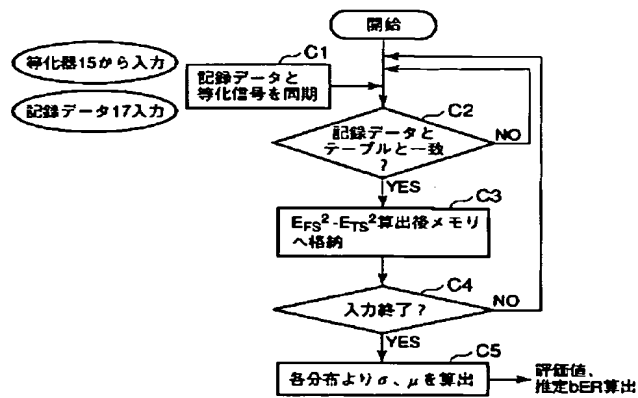 開始
等化器15から入力
記録データ17入力
C1
記録データと
等化信号を同期
C2
記録データと
テーブルと一致
?
NO
YES
C3
E_FS²-E_TS²算出後メモリ
へ格納
C4
入力終了?
NO
YES
C5
各分布よりσ、μを算出
評価値、
推定bER算出